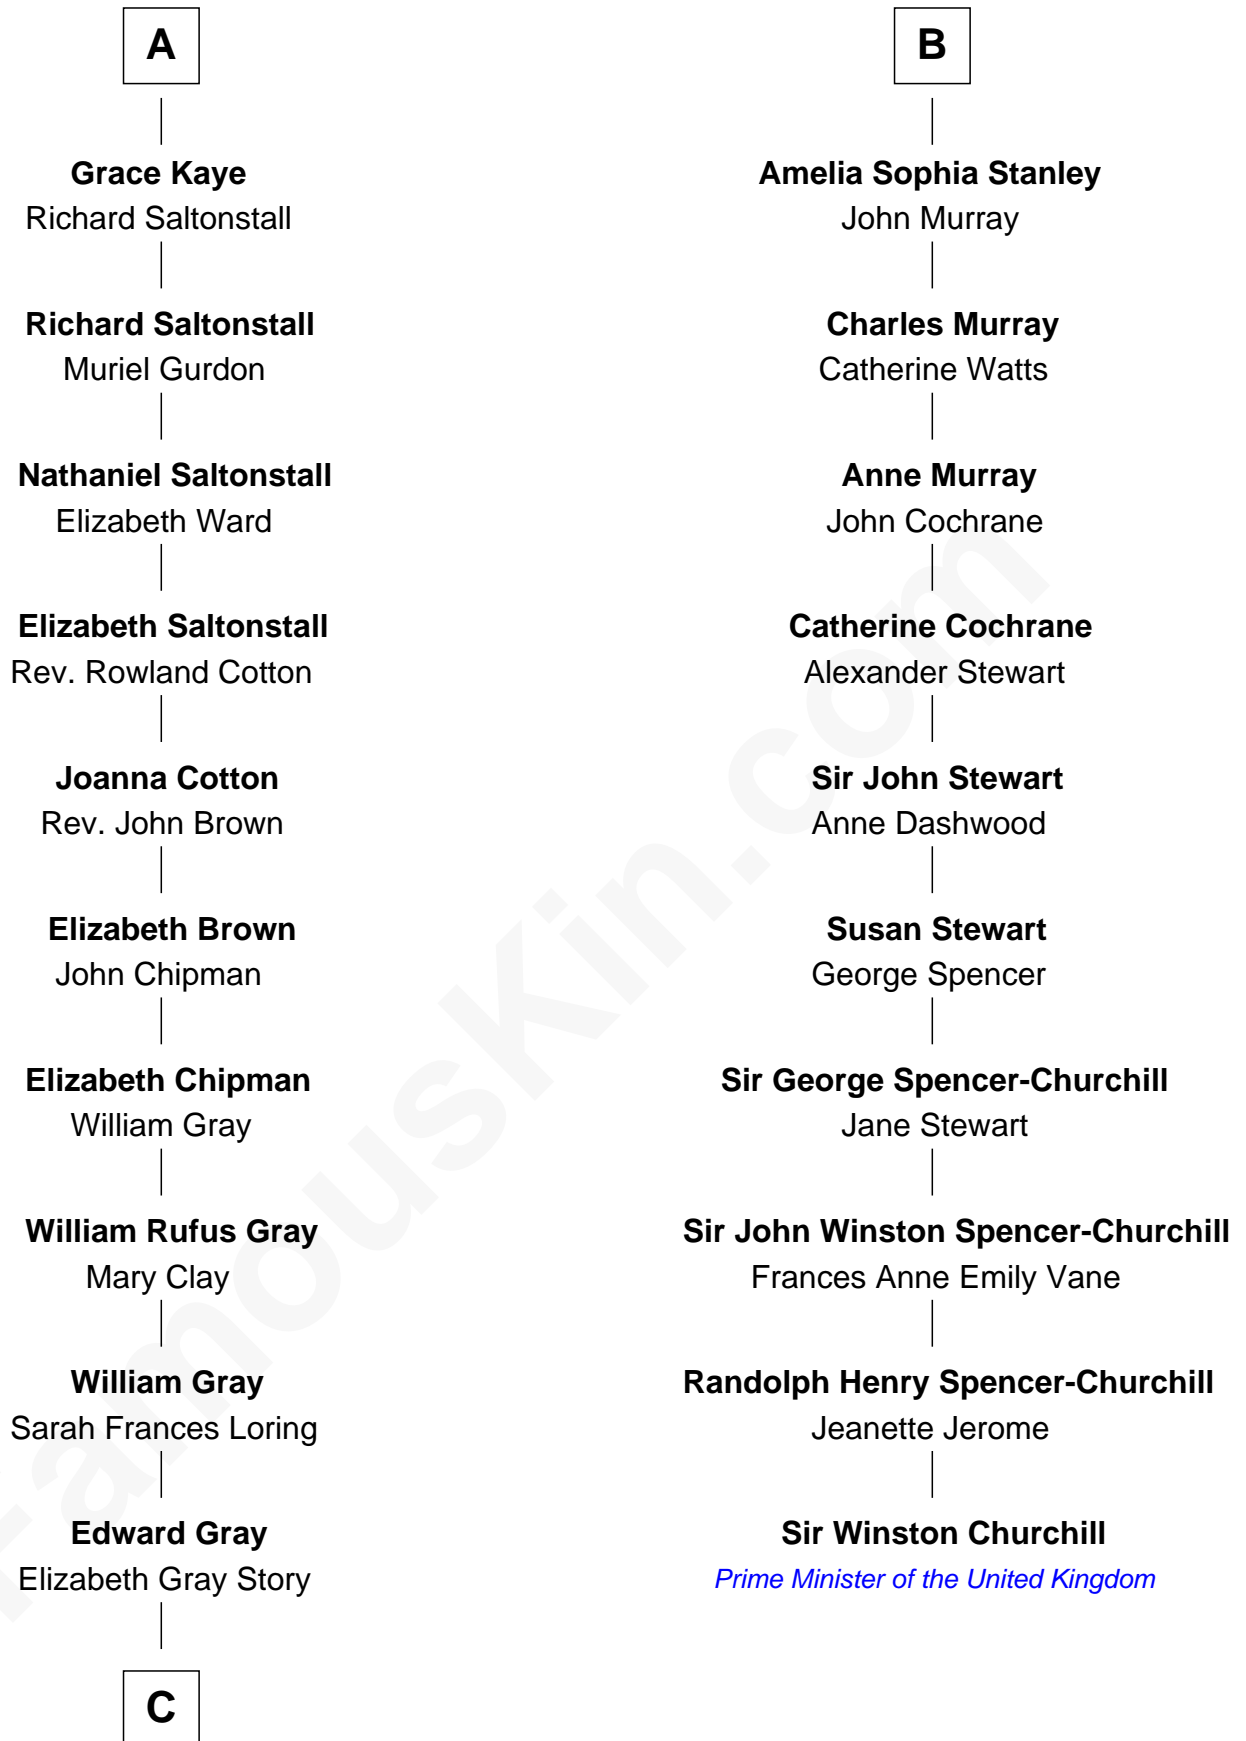 A
Grace Kaye
Richard Saltonstall
Richard Saltonstall
Muriel Gurdon
Nathaniel Saltonstall
Elizabeth Ward
Elizabeth Saltonstall
Rev. Rowland Cotton
Joanna Cotton
Rev. John Brown
Elizabeth Brown
John Chipman
Elizabeth Chipman
William Gray
William Rufus Gray
Mary Clay
William Gray
Sarah Frances Loring
Edward Gray
Elizabeth Gray Story
C
B
Amelia Sophia Stanley
John Murray
Charles Murray
Catherine Watts
Anne Murray
John Cochrane
Catherine Cochrane
Alexander Stewart
Sir John Stewart
Anne Dashwood
Susan Stewart
George Spencer
Sir George Spencer-Churchill
Jane Stewart
Sir John Winston Spencer-Churchill
Frances Anne Emily Vane
Randolph Henry Spencer-Churchill
Jeanette Jerome
Sir Winston Churchill
Prime Minister of the United Kingdom
FamousKin.com